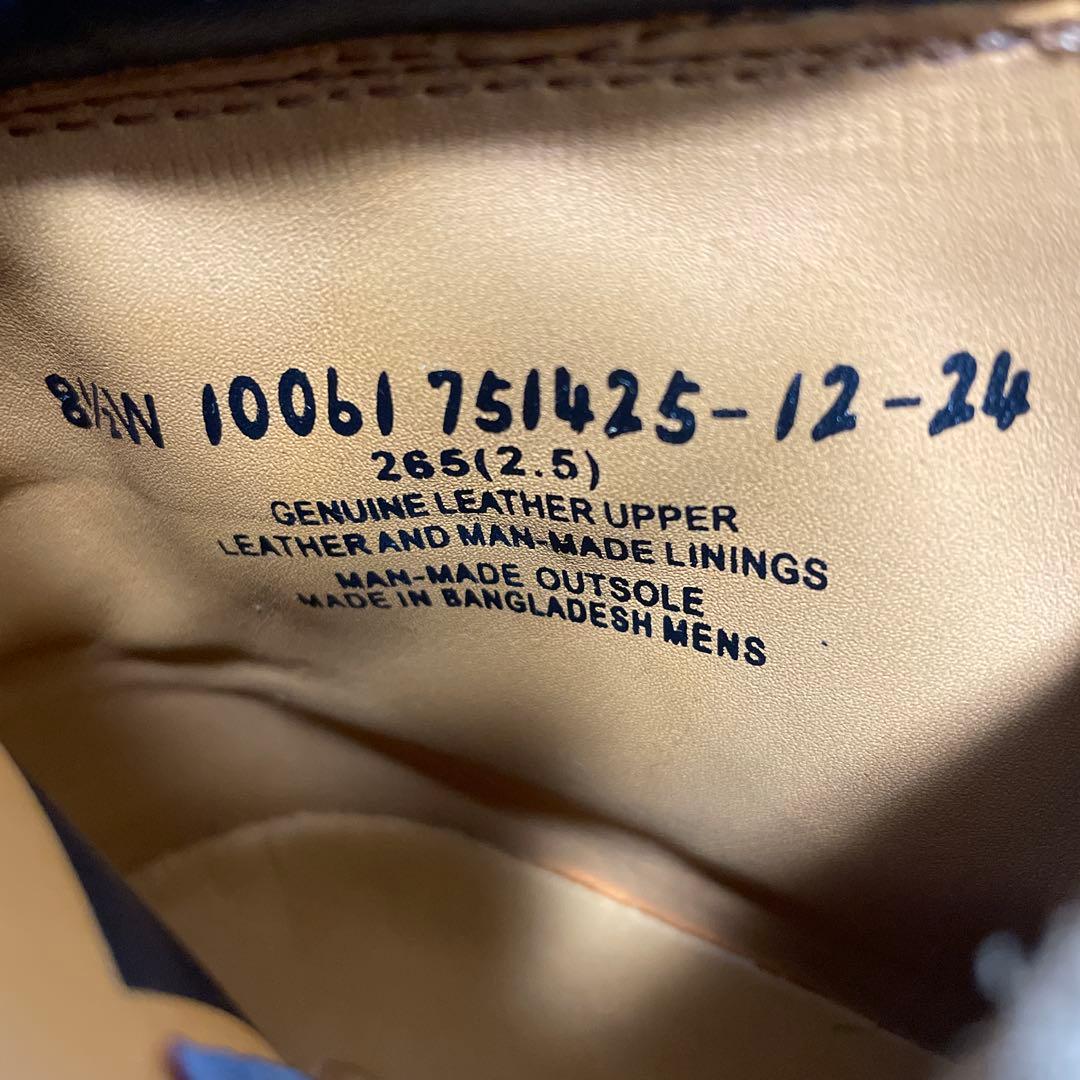 8½W 10061 751425-12-24
265(2.5)
GENUINE LEATHER UPPER
LEATHER AND MAN-MADE LININGS
MAN-MADE OUTSOLE
MADE IN BANGLADESH MENS